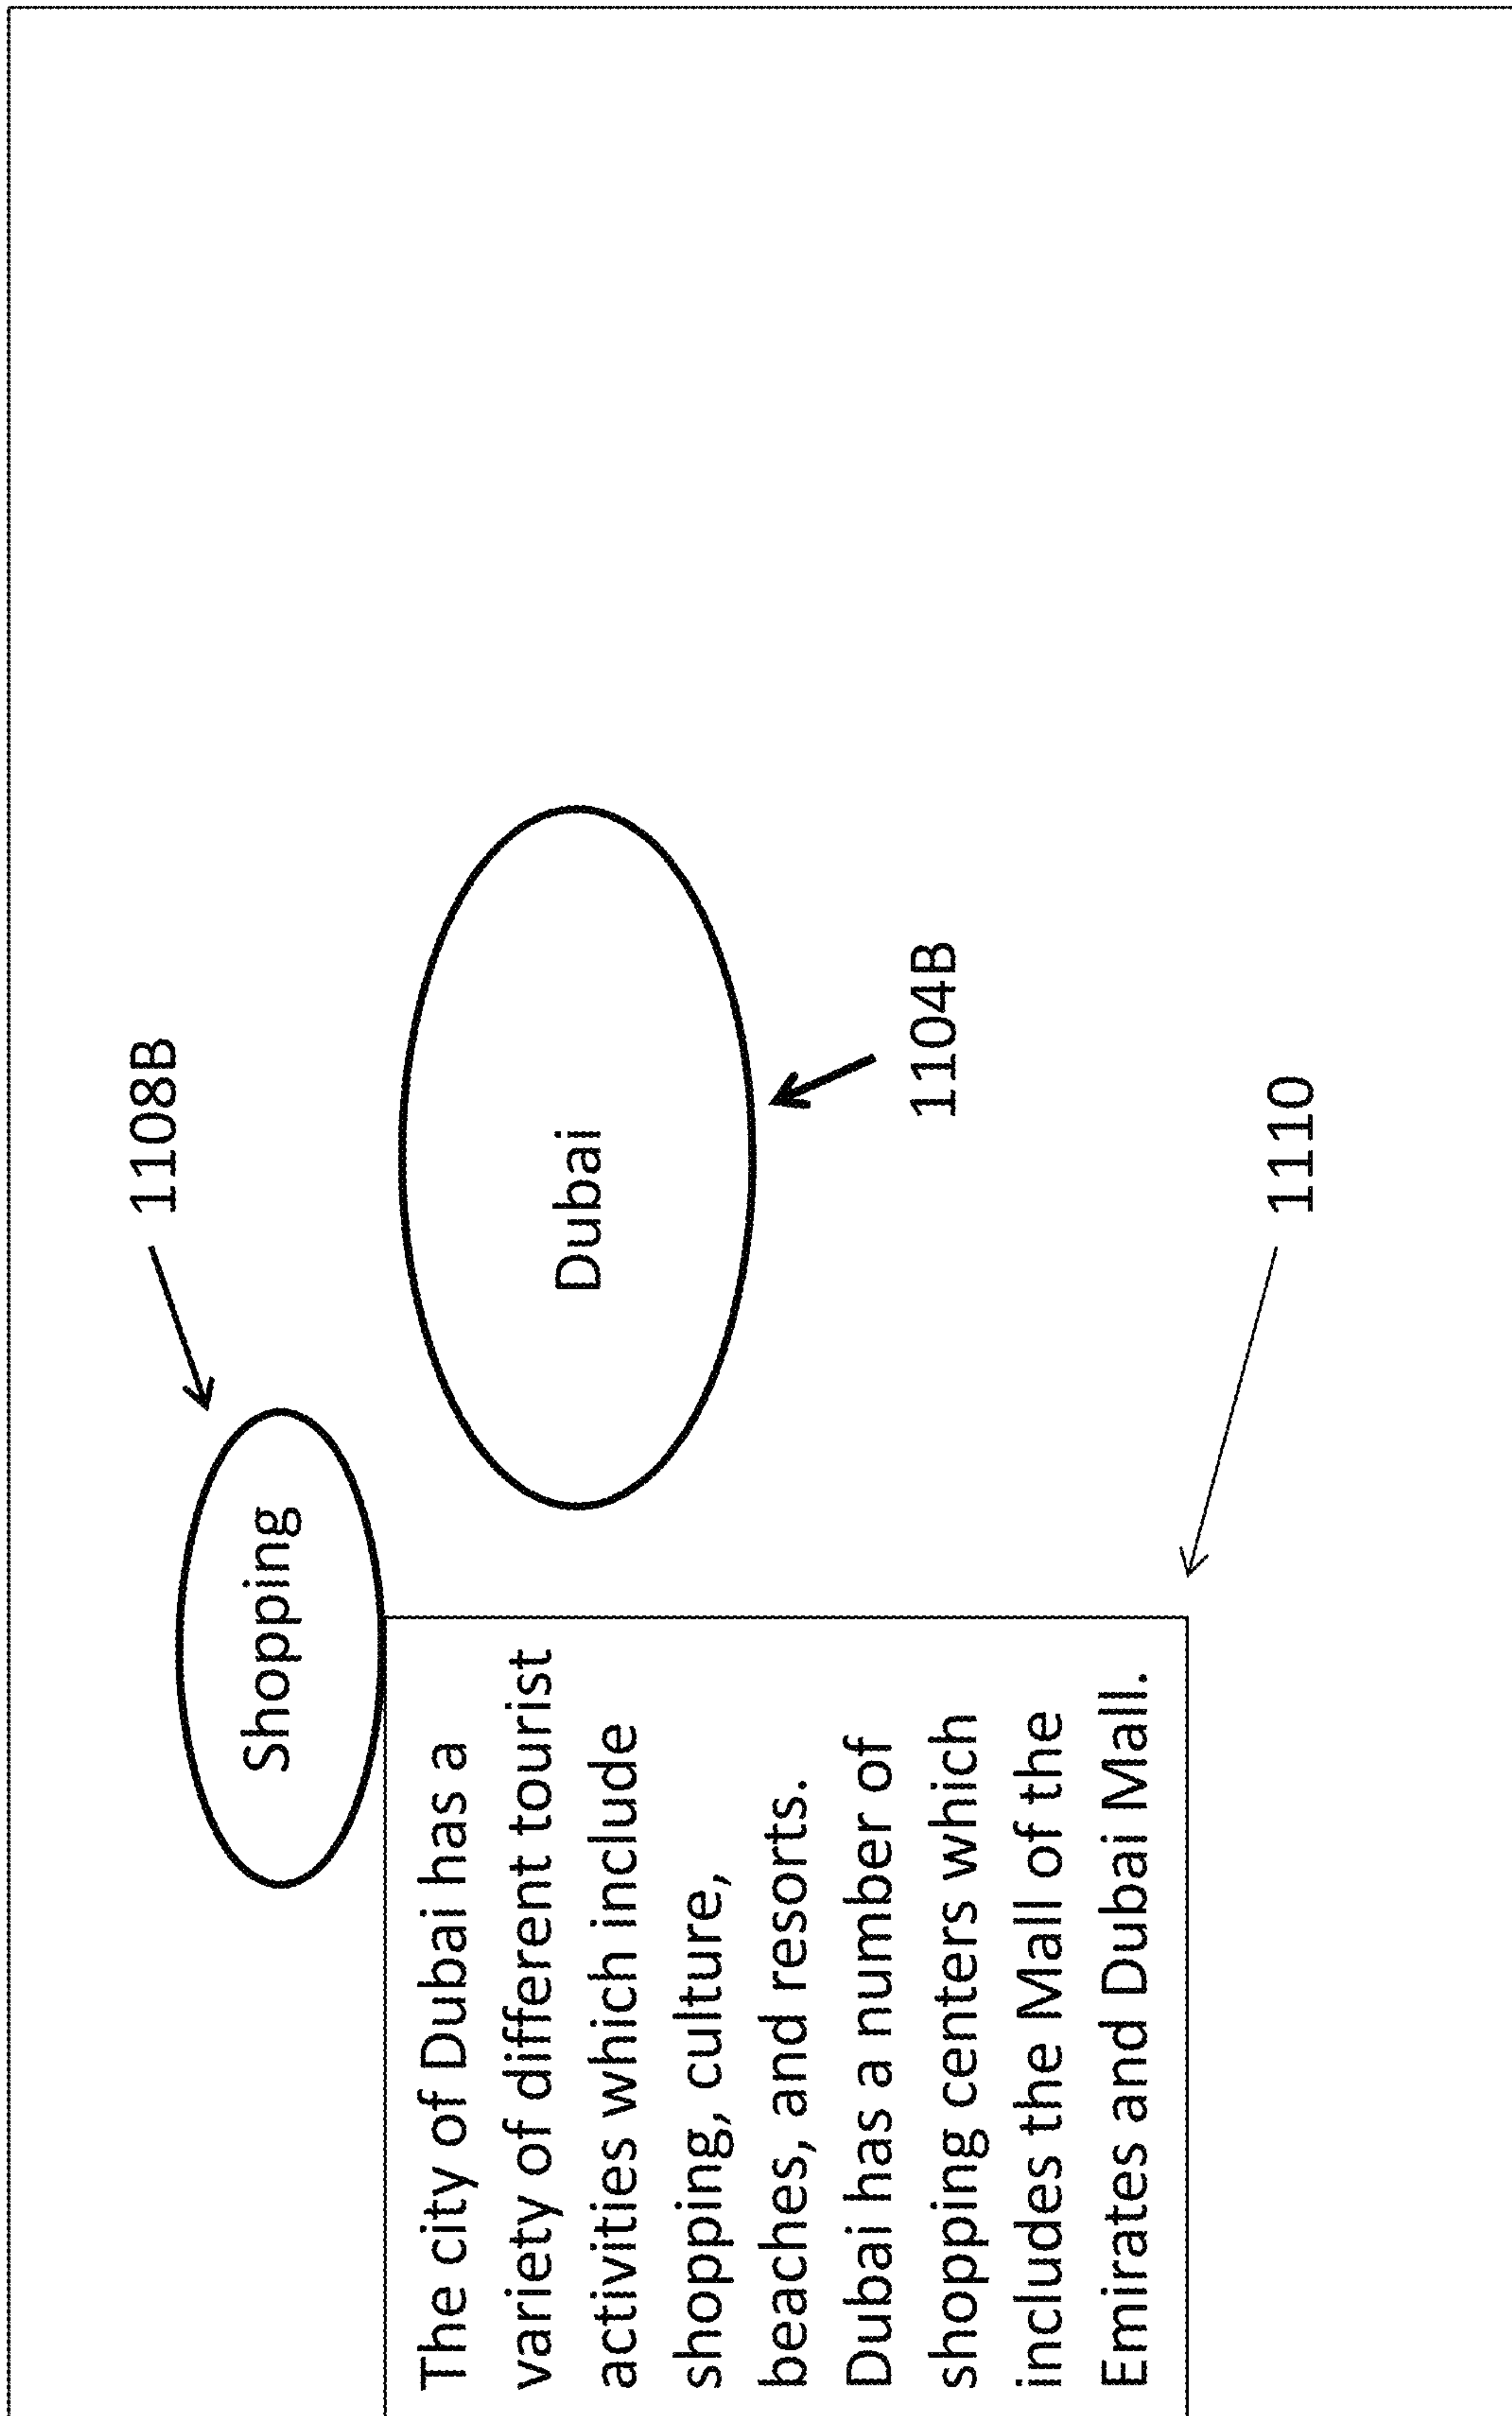 1108B
Shopping
Dubai
1104B
The city of Dubai has a
variety of different tourist
activities which include
shopping, culture,
beaches, and resorts.
Dubai has a number of
shopping centers which
includes the Mall of the
Emirates and Dubai Mall.
1110